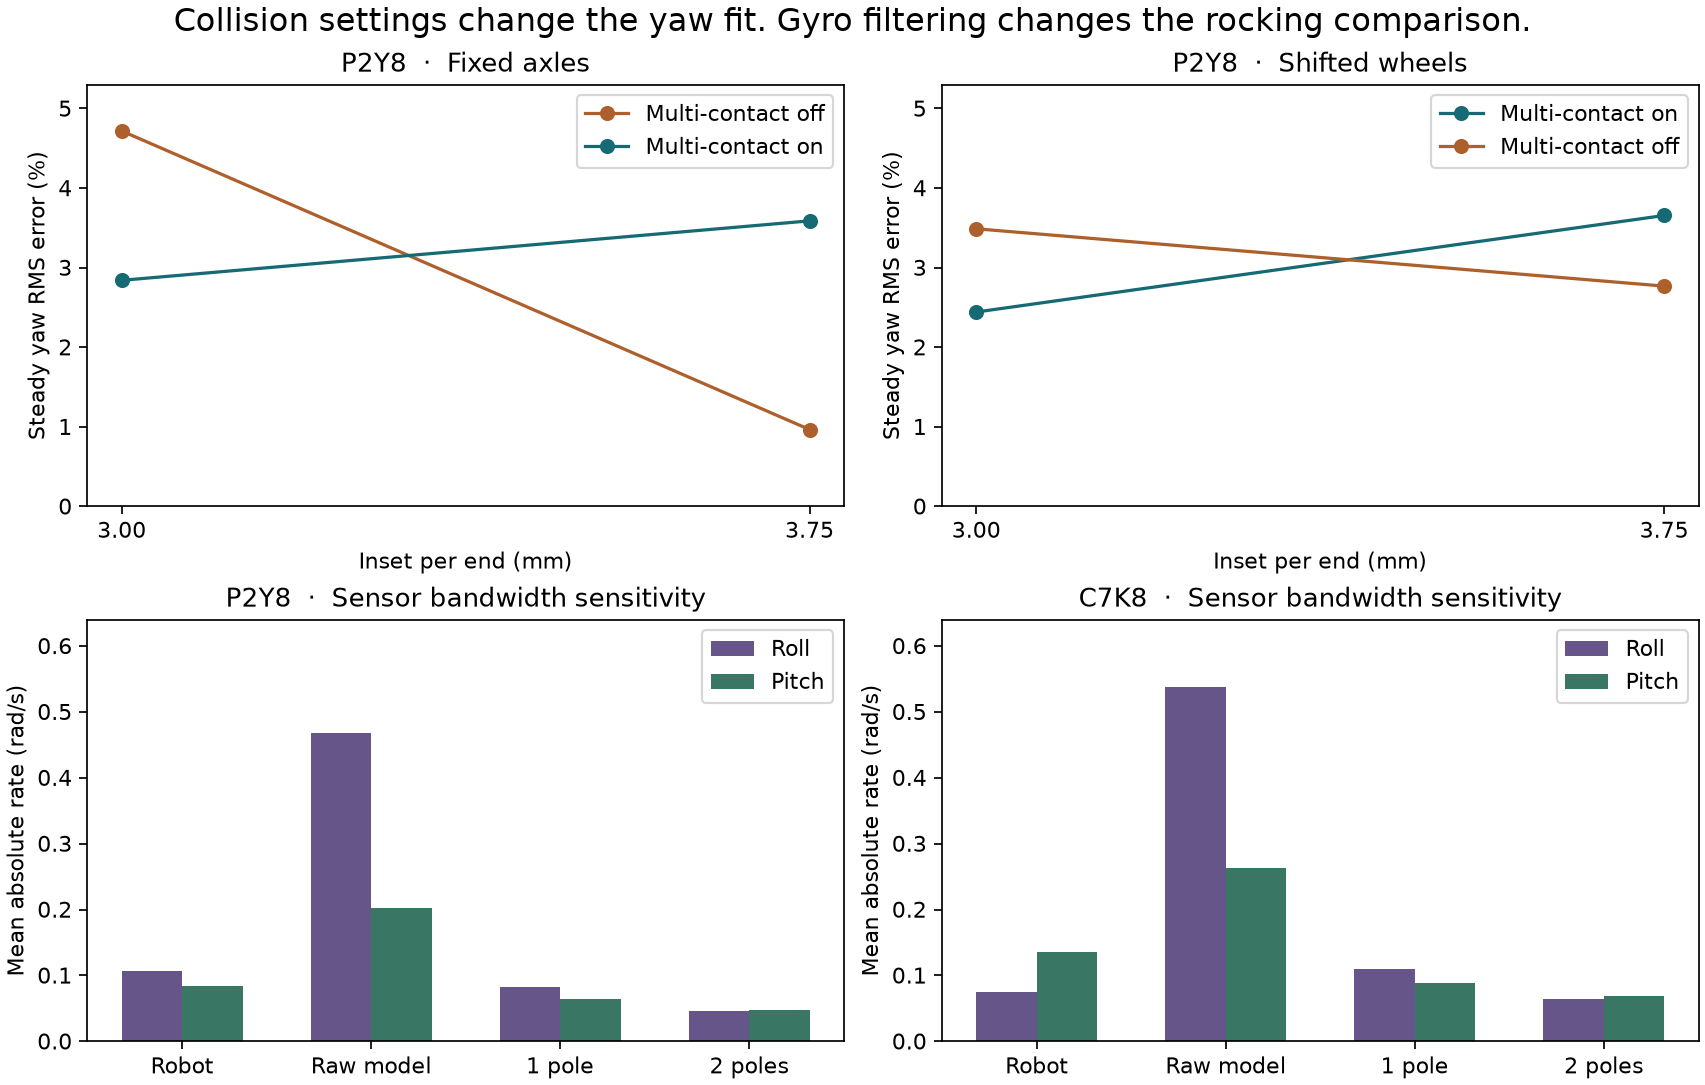 Collision settings change the yaw fit. Gyro filtering changes the rocking comparison.
P2Y8 · Fixed axles
Steady yaw RMS error (%)
5
4
3
2
1
0
Multi-contact off
Multi-contact on
3.00
3.75
Inset per end (mm)
P2Y8 · Shifted wheels
Steady yaw RMS error (%)
5
4
3
2
1
0
Multi-contact on
Multi-contact off
3.00
3.75
Inset per end (mm)
P2Y8 · Sensor bandwidth sensitivity
Mean absolute rate (rad/s)
0.6
0.5
0.4
0.3
0.2
0.1
0.0
Roll
Pitch
Robot
Raw model
1 pole
2 poles
C7K8 · Sensor bandwidth sensitivity
Mean absolute rate (rad/s)
0.6
0.5
0.4
0.3
0.2
0.1
0.0
Roll
Pitch
Robot
Raw model
1 pole
2 poles